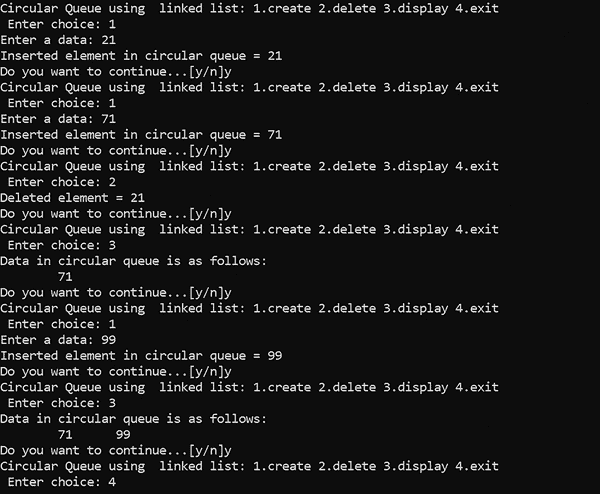 Circular Queue using  linked list: 1.create 2.delete 3.display 4.exit
 Enter choice: 1
Enter a data: 21
Inserted element in circular queue = 21
Do you want to continue...[y/n]y
Circular Queue using  linked list: 1.create 2.delete 3.display 4.exit
 Enter choice: 1
Enter a data: 71
Inserted element in circular queue = 71
Do you want to continue...[y/n]y
Circular Queue using  linked list: 1.create 2.delete 3.display 4.exit
 Enter choice: 2
Deleted element = 21
Do you want to continue...[y/n]y
Circular Queue using  linked list: 1.create 2.delete 3.display 4.exit
 Enter choice: 3
Data in circular queue is as follows:
        71
Do you want to continue...[y/n]y
Circular Queue using  linked list: 1.create 2.delete 3.display 4.exit
 Enter choice: 1
Enter a data: 99
Inserted element in circular queue = 99
Do you want to continue...[y/n]y
Circular Queue using  linked list: 1.create 2.delete 3.display 4.exit
 Enter choice: 3
Data in circular queue is as follows:
        71      99
Do you want to continue...[y/n]y
Circular Queue using  linked list: 1.create 2.delete 3.display 4.exit
 Enter choice: 4